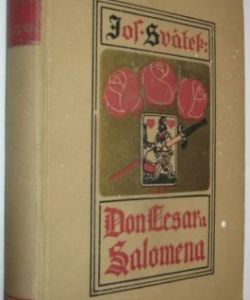 Jos. Svátek:
Don Cesar a
Salomena